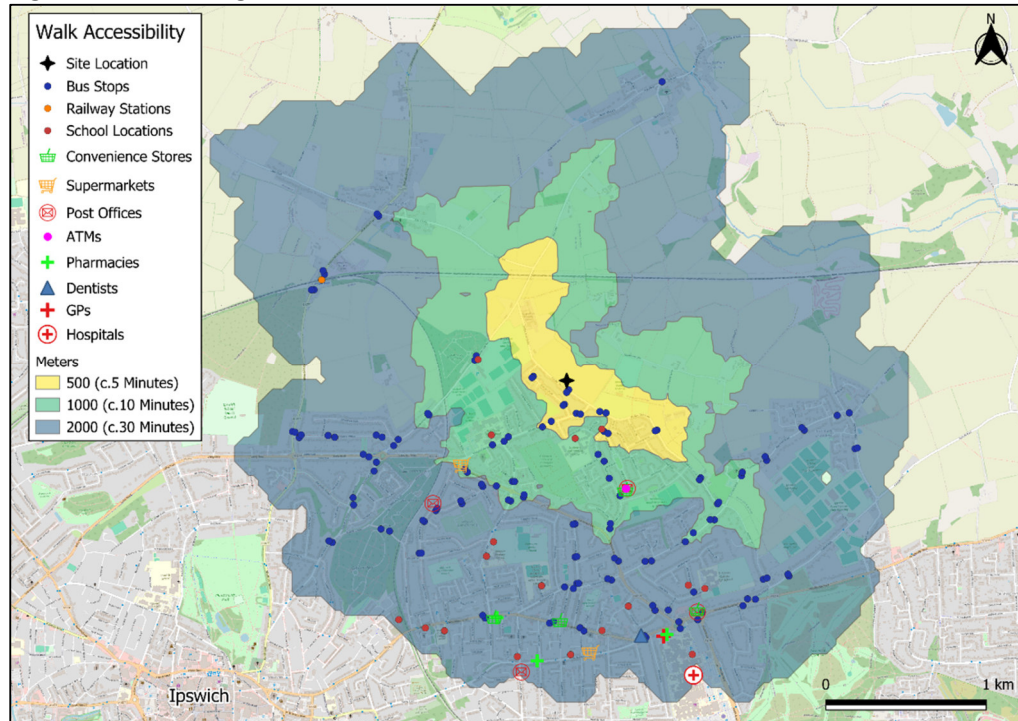 Walk Accessibility
Site Location
Bus Stops
Railway Stations
School Locations
Convenience Stores
Supermarkets
Post Offices
ATMs
Pharmacies
Dentists
GPs
Hospitals
Meters
500 (c.5 Minutes)
1000 (c.10 Minutes)
2000 (c.30 Minutes)
N
Ipswich
0
1 km